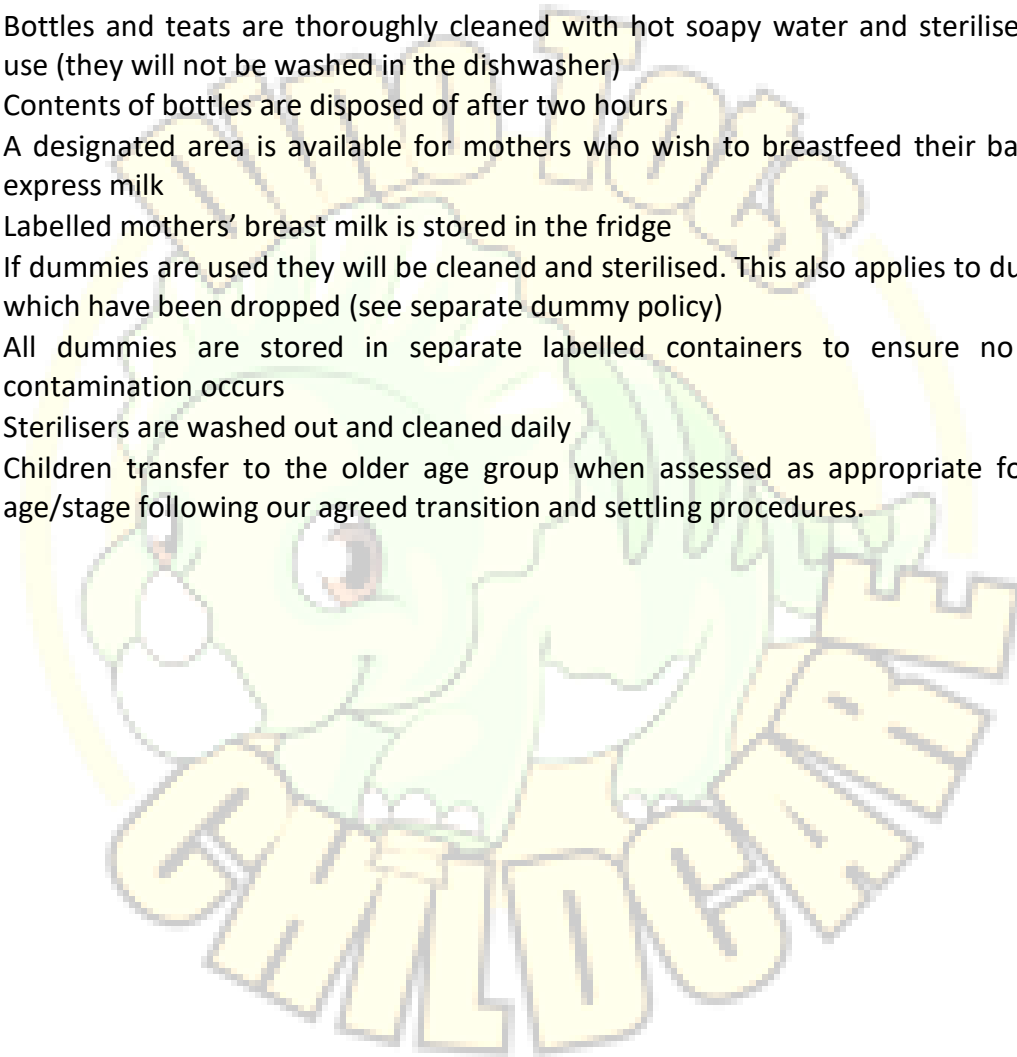 Bottles and teats are thoroughly cleaned with hot soapy water and sterilise
use (they will not be washed in the dishwasher)
Contents of bottles are disposed of after two hours
A designated area is available for mothers who wish to breastfeed their ba
express milk
Labelled mothers’ breast milk is stored in the fridge
If dummies are used they will be cleaned and sterilised. This also applies to du
which have been dropped (see separate dummy policy)
All dummies are stored in separate labelled containers to ensure no
contamination occurs
Sterilisers are washed out and cleaned daily
Children transfer to the older age group when assessed as appropriate fo
age/stage following our agreed transition and settling procedures.
Dino Tots
CHILDCARE